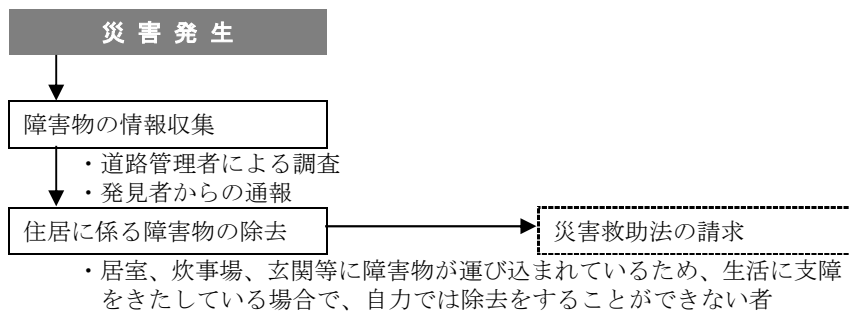 災 害 発 生
障害物の情報収集
・道路管理者による調査
・発見者からの通報
住居に係る障害物の除去
災害救助法の請求
・居室、炊事場、玄関等に障害物が運び込まれているため、生活に支障
をきたしている場合で、自力では除去をすることができない者